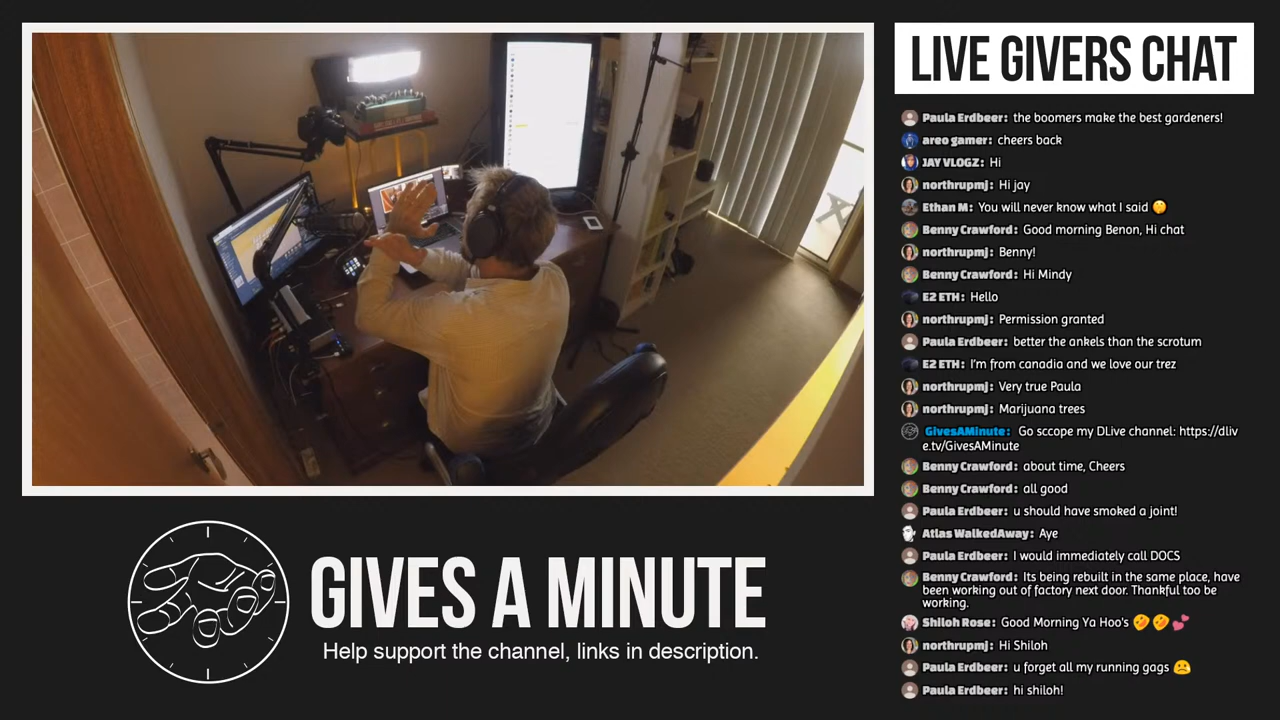 LIVE GIVERS CHAT
Paula Erdbeer: the boomers make the best gardeners!
areo gamer: cheers back
JAY VLOGZ: Hi
northrupmj: Hi jay
Ethan M: You will never know what I said 🤭
Benny Crawford: Good morning Benon, Hi chat
northrupmj: Benny!
Benny Crawford: Hi Mindy
E2 ETH: Hello
northrupmj: Permission granted
Paula Erdbeer: better the ankels than the scrotum
E2 ETH: I'm from canadia and we love our trez
northrupmj: Very true Paula
northrupmj: Marijuana trees
GivesAMinute: Go sccope my DLive channel: https://dliv
e.tv/GivesAMinute
Benny Crawford: about time, Cheers
Benny Crawford: all good
Paula Erdbeer: u should have smoked a joint!
Atlas WalkedAway: Aye
Paula Erdbeer: I would immediately call DOCS
Benny Crawford: Its being rebuilt in the same place, have
been working out of factory next door. Thankful too be
working.
Shiloh Rose: Good Morning Ya Hoo's 🤣 🤣 💕
northrupmj: Hi Shiloh
Paula Erdbeer: u forget all my running gags 🙁
Paula Erdbeer: hi shiloh!
GIVES A MINUTE
Help support the channel, links in description.